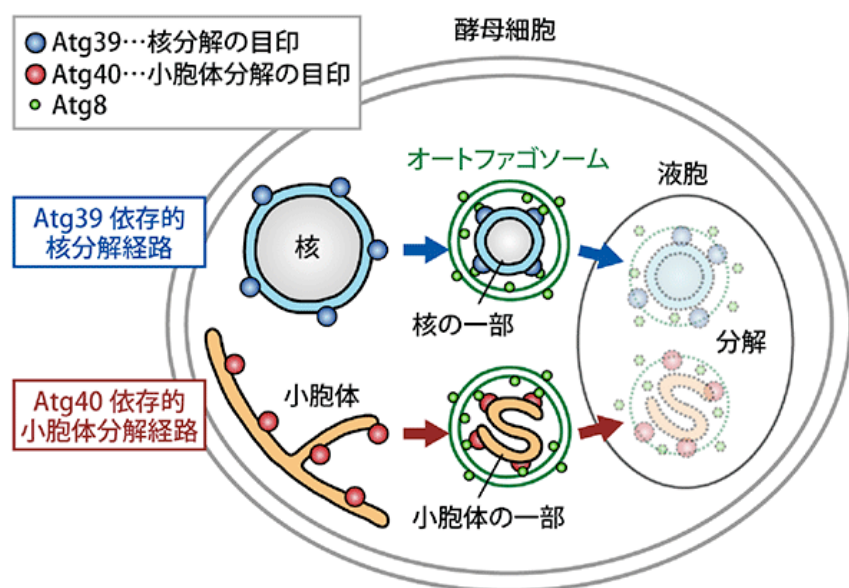 酵母細胞
Atg39…核分解の目印
Atg40…小胞体分解の目印
Atg8
オートファゴソーム
液胞
Atg39 依存的
核分解経路
核
核の一部
分解
Atg40 依存的
小胞体分解経路
小胞体
小胞体の一部